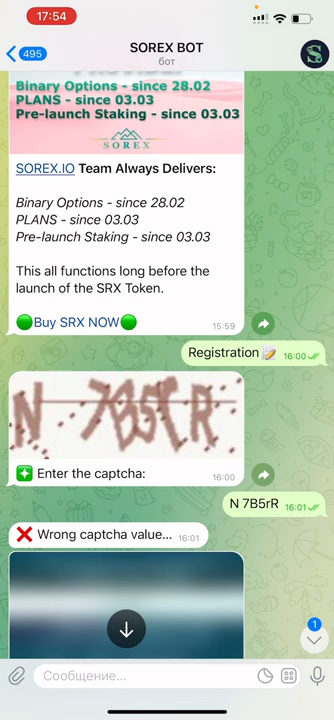 17:54
495
SOREX BOT
бот
Binary Options - since 28.02
PLANS - since 03.03
Pre-launch Staking - since 03.03
SOREX
SOREX.IO Team Always Delivers:
Binary Options - since 28.02
PLANS - since 03.03
Pre-launch Staking - since 03.03
This all functions long before the
launch of the SRX Token.
Buy SRX NOW
15:59
Registration
16:00
Enter the captcha:
16:00
N 7B5rR
16:01
Wrong captcha value...
16:01
1
Сообщение...